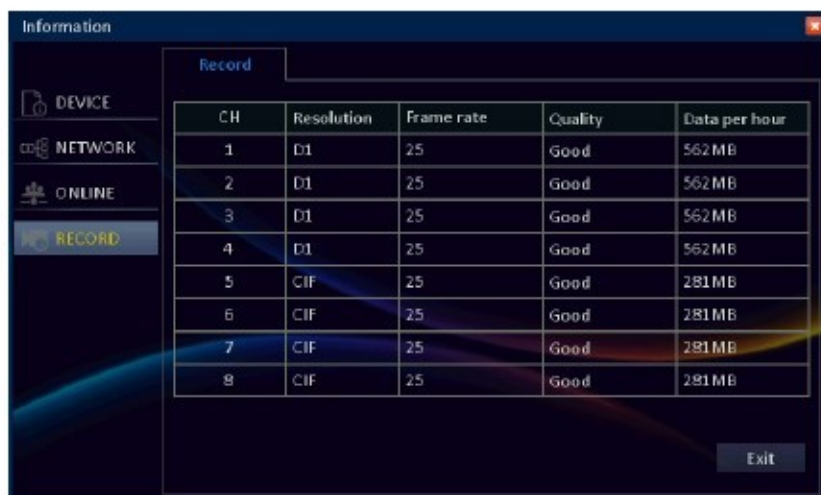 Information
Record
DEVICE
NETWORK
ONLINE
RECORD
CH Resolution Frame rate Quality Data per hour
1 D1 25 Good 562MB
2 D1 25 Good 562MB
3 D1 25 Good 562MB
4 D1 25 Good 562MB
5 CIF 25 Good 281MB
6 CIF 25 Good 281MB
7 CIF 25 Good 281MB
8 CIF 25 Good 281MB
Exit